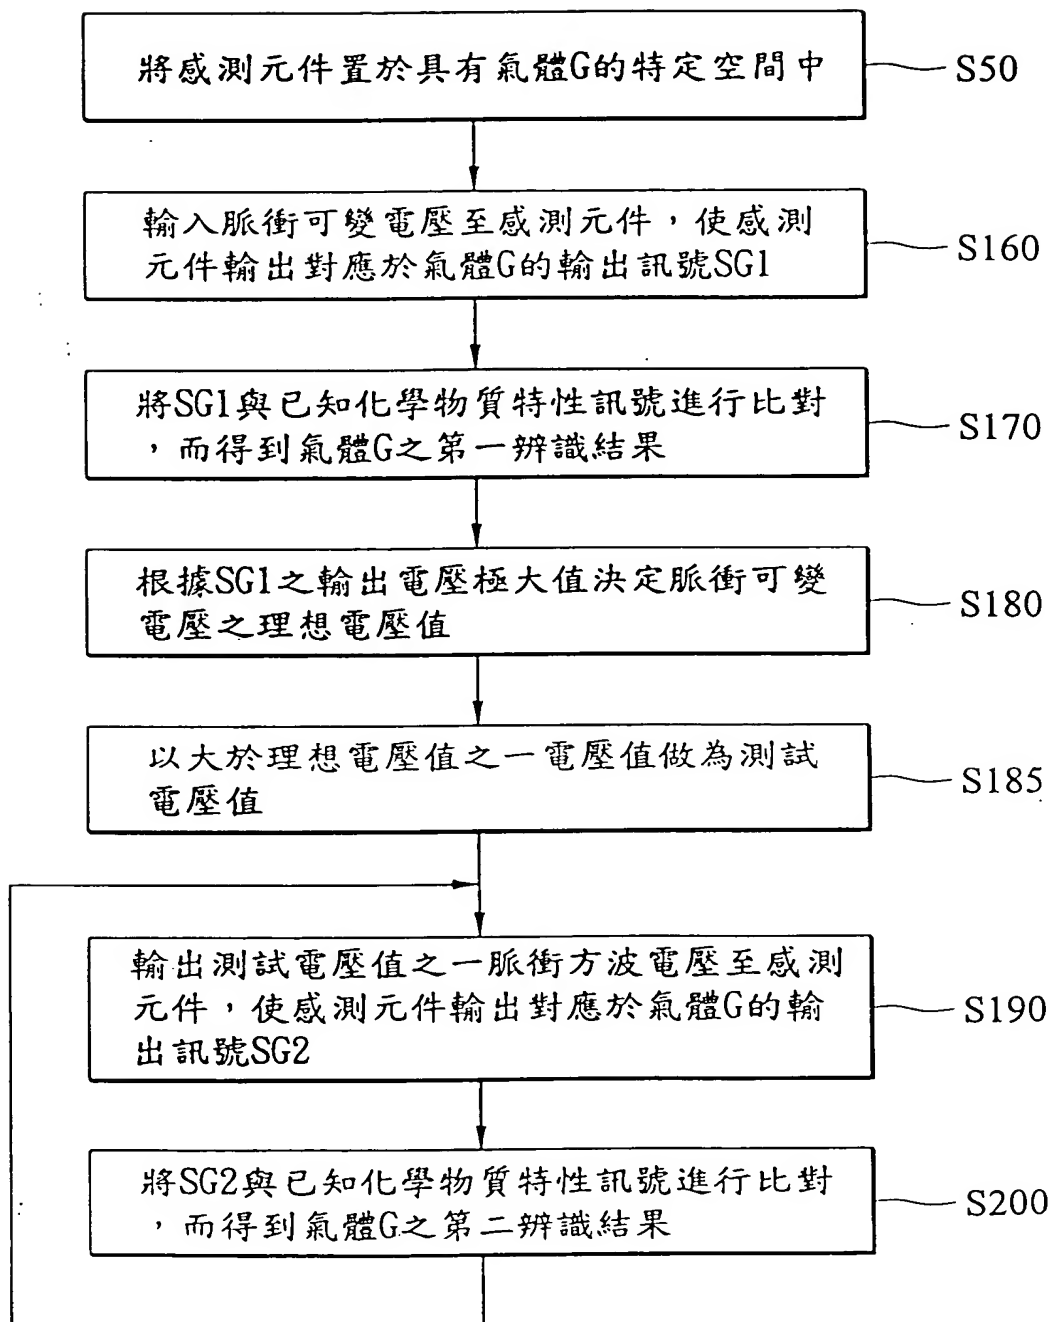 將感測元件置於具有氣體G的特定空間中
S50
輸入脈衝可變電壓至感測元件，使感測
元件輸出對應於氣體G的輸出訊號SG1
S160
將SG1與已知化學物質特性訊號進行比對
，而得到氣體G之第一辨識結果
S170
根據SG1之輸出電壓極大值決定脈衝可變
電壓之理想電壓值
S180
以大於理想電壓值之一電壓值做為測試
電壓值
S185
輸出測試電壓值之一脈衝方波電壓至感測
元件，使感測元件輸出對應於氣體G的輸
出訊號SG2
S190
將SG2與已知化學物質特性訊號進行比對
，而得到氣體G之第二辨識結果
S200